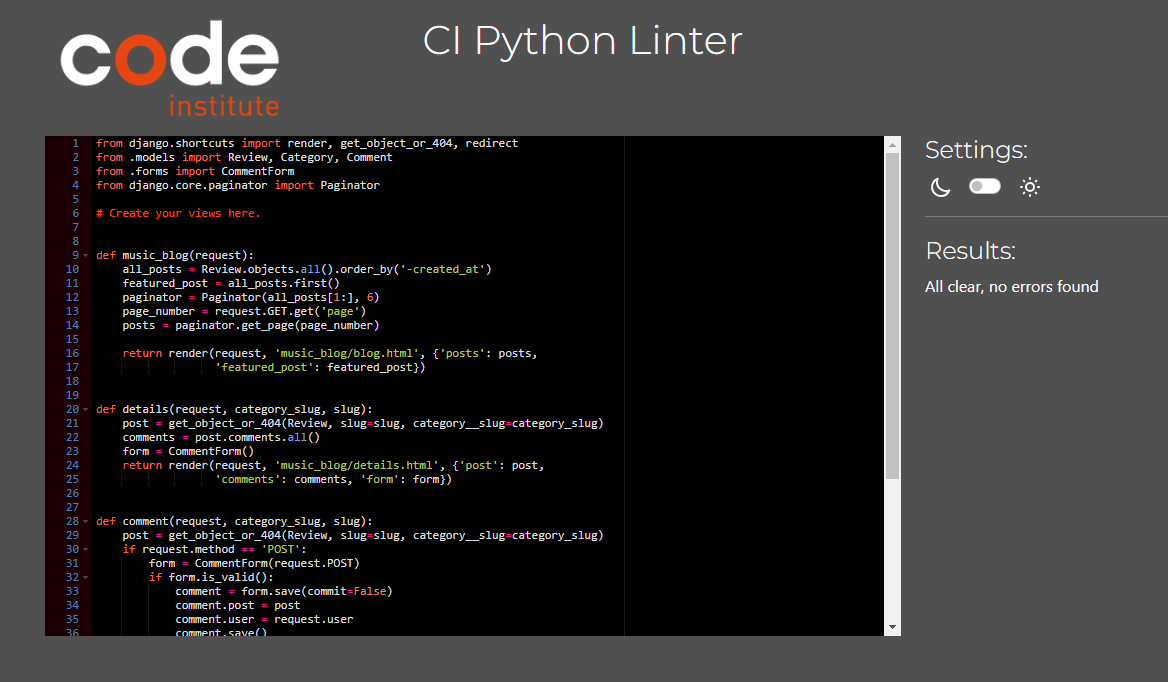 code
institute
CI Python Linter
1 from django.shortcuts import render, get_object_or_404, redirect
2 from .models import Review, Category, Comment
3 from .forms import CommentForm
4 from django.core.paginator import Paginator
5
6 # Create your views here.
7
8
9 def music_blog(request):
10     all_posts = Review.objects.all().order_by('-created_at')
11     featured_post = all_posts.first()
12     paginator = Paginator(all_posts[1:], 6)
13     page_number = request.GET.get('page')
14     posts = paginator.get_page(page_number)
15
16     return render(request, 'music_blog/blog.html', {'posts': posts,
17                   'featured_post': featured_post})
18
19
20 def details(request, category_slug, slug):
21     post = get_object_or_404(Review, slug=slug, category__slug=category_slug)
22     comments = post.comments.all()
23     form = CommentForm()
24     return render(request, 'music_blog/details.html', {'post': post,
25                   'comments': comments, 'form': form})
26
27
28 def comment(request, category_slug, slug):
29     post = get_object_or_404(Review, slug=slug, category__slug=category_slug)
30     if request.method == 'POST':
31         form = CommentForm(request.POST)
32         if form.is_valid():
33             comment = form.save(commit=False)
34             comment.post = post
35             comment.user = request.user
36             comment.save()
Settings:
Results:
All clear, no errors found